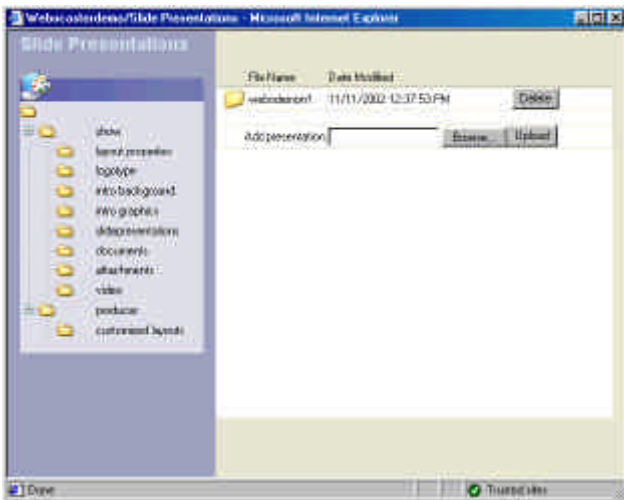 Webocasterdemo/Slide Presentations - Microsoft Internet Explorer
Slide Presentations
File Name Date Modified
webodemon1 11/11/2002 12:37:53 PM Delete
Add presentation Browse... Upload
show
layout properties
logotype
intro background
intro graphics
slidepresentations
documents
attachments
video
producer
customized layouts
Done Trusted sites